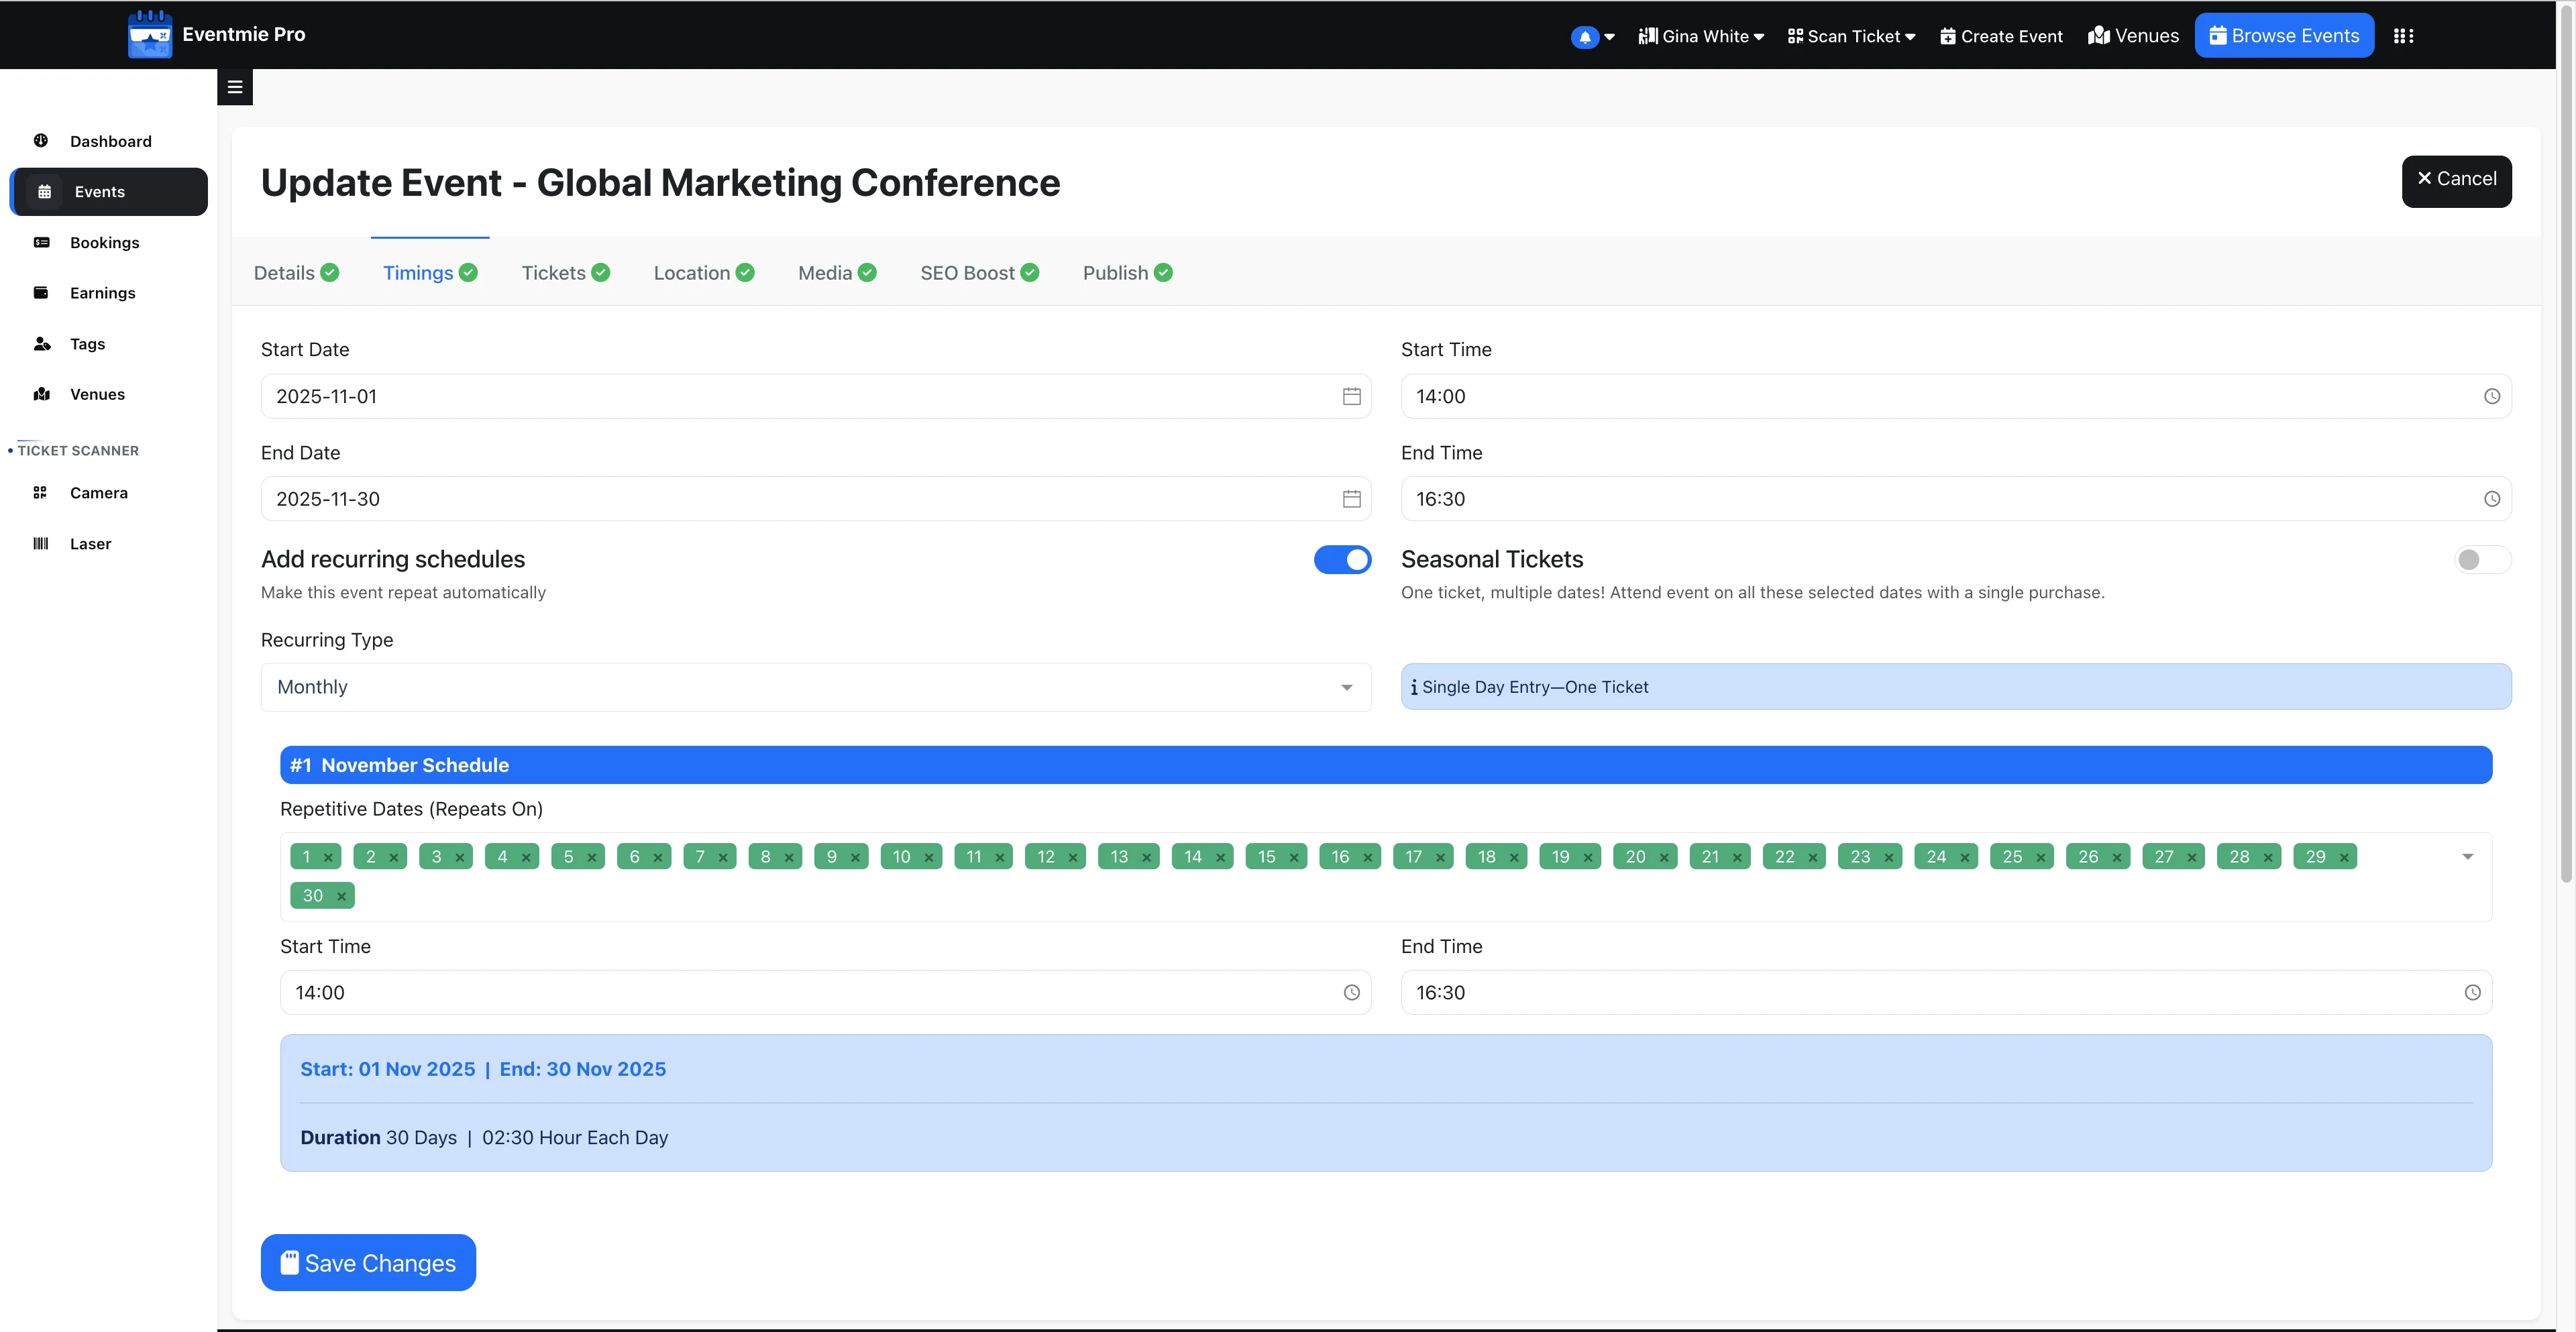 Eventmie Pro
Gina White
Scan Ticket
Create Event
Venues
Browse Events
Dashboard
Events
Bookings
Earnings
Tags
Venues
TICKET SCANNER
Camera
Laser
Update Event - Global Marketing Conference
Cancel
Details
Timings
Tickets
Location
Media
SEO Boost
Publish
Start Date
2025-11-01
Start Time
14:00
End Date
2025-11-30
End Time
16:30
Add recurring schedules
Make this event repeat automatically
Seasonal Tickets
One ticket, multiple dates! Attend event on all these selected dates with a single purchase.
Recurring Type
Monthly
Single Day Entry—One Ticket
#1 November Schedule
Repetitive Dates (Repeats On)
1 × 2 × 3 × 4 × 5 × 6 × 7 × 8 × 9 × 10 × 11 × 12 × 13 × 14 × 15 × 16 × 17 × 18 × 19 × 20 × 21 × 22 × 23 × 24 × 25 × 26 × 27 × 28 × 29 ×
30 ×
Start Time
14:00
End Time
16:30
Start: 01 Nov 2025 | End: 30 Nov 2025
Duration 30 Days | 02:30 Hour Each Day
Save Changes